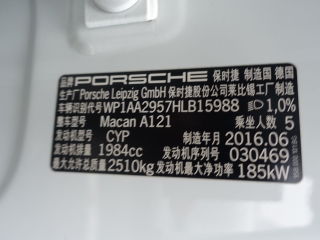 品牌 PORSCHE 保时捷 制造国 德国
生产厂 Porsche Leipzig GmbH 保时捷股份公司莱比锡工厂制造
车辆识别代号 WP1AA2957HLB15988 1,0%
整车型号 Macan A121 乘坐人数 5
发动机型号 CYP 制造年月 2016.06
发动机排量 1984cc 发动机序列号 030469
最大允许总质量 2510kg 发动机最大净功率 185kW